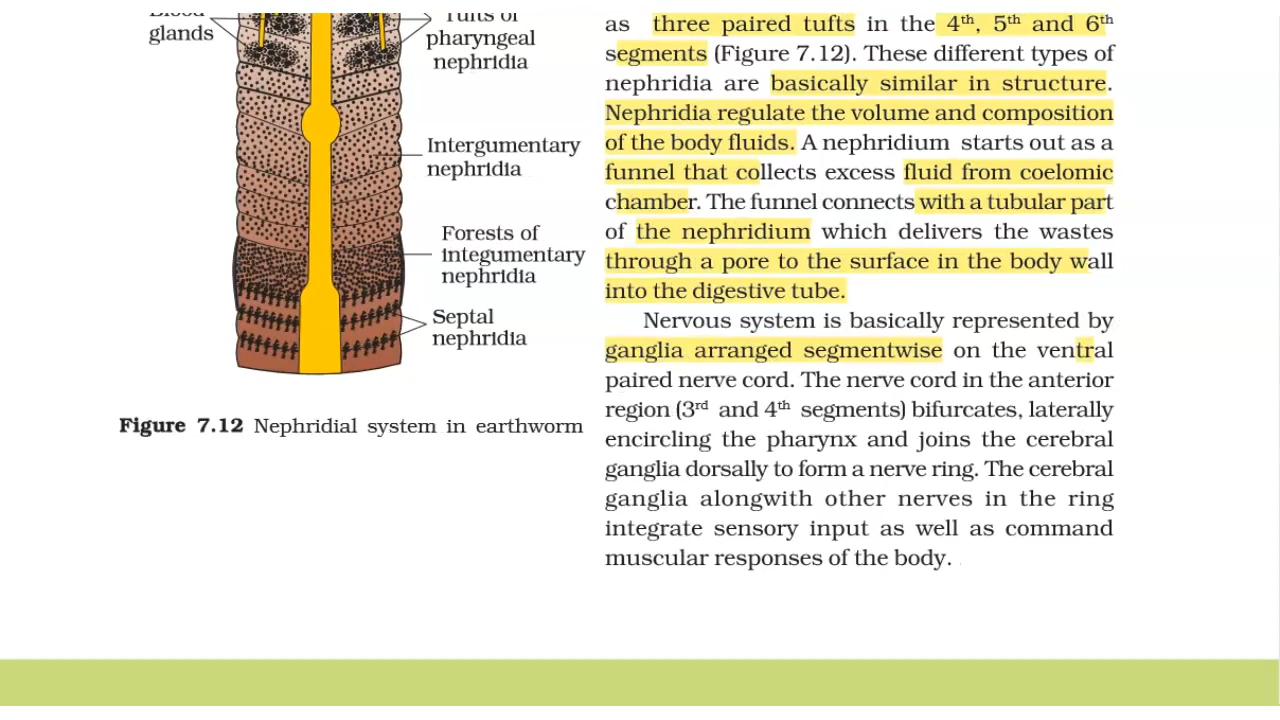 glands
Tufts of
pharyngeal
nephridia
Intergumentary
nephridia
Forests of
integumentary
nephridia
Septal
nephridia
Figure 7.12 Nephridial system in earthworm
as three paired tufts in the 4th, 5th and 6th
segments (Figure 7.12). These different types of
nephridia are basically similar in structure.
Nephridia regulate the volume and composition
of the body fluids. A nephridium starts out as a
funnel that collects excess fluid from coelomic
chamber. The funnel connects with a tubular part
of the nephridium which delivers the wastes
through a pore to the surface in the body wall
into the digestive tube.
Nervous system is basically represented by
ganglia arranged segmentwise on the ventral
paired nerve cord. The nerve cord in the anterior
region (3rd and 4th segments) bifurcates, laterally
encircling the pharynx and joins the cerebral
ganglia dorsally to form a nerve ring. The cerebral
ganglia alongwith other nerves in the ring
integrate sensory input as well as command
muscular responses of the body.